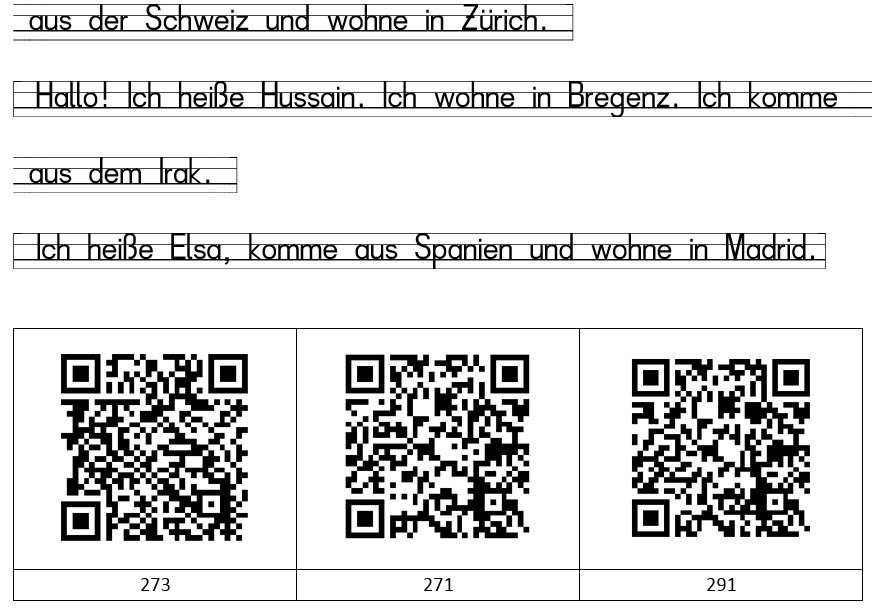 aus der Schweiz und wohne in Zürich.
Hallo! Ich heiße Hussain. Ich wohne in Bregenz. Ich komme
aus dem Irak.
Ich heiße Elsa, komme aus Spanien und wohne in Madrid.
273 271 291